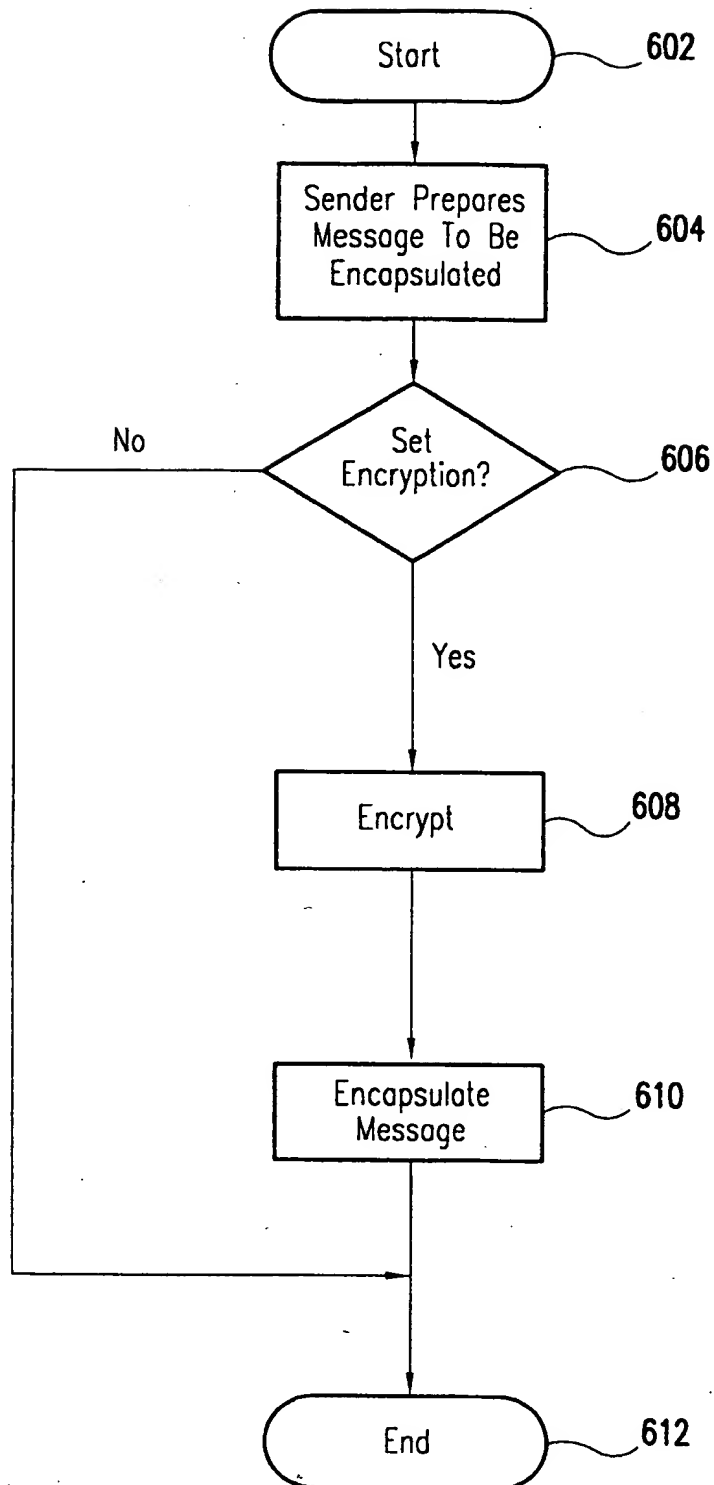 Start
602
Sender Prepares
Message To Be
Encapsulated
604
No
Set
Encryption?
606
Yes
Encrypt
608
Encapsulate
Message
610
End
612